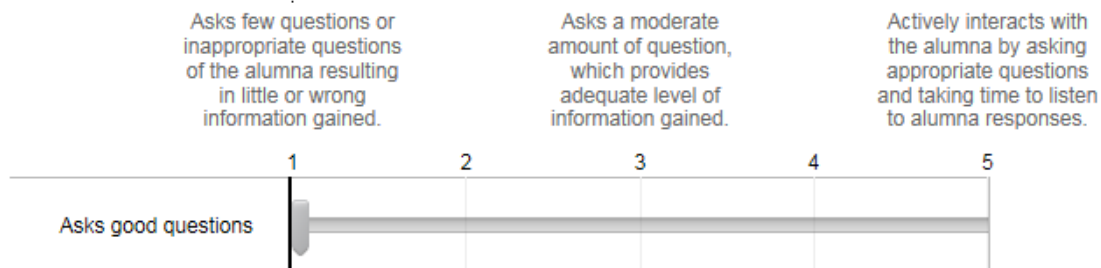 Asks few questions or
inappropriate questions
of the alumna resulting
in little or wrong
information gained.
Asks a moderate
amount of question,
which provides
adequate level of
information gained.
Actively interacts with
the alumna by asking
appropriate questions
and taking time to listen
to alumna responses.
1 2 3 4 5
Asks good questions